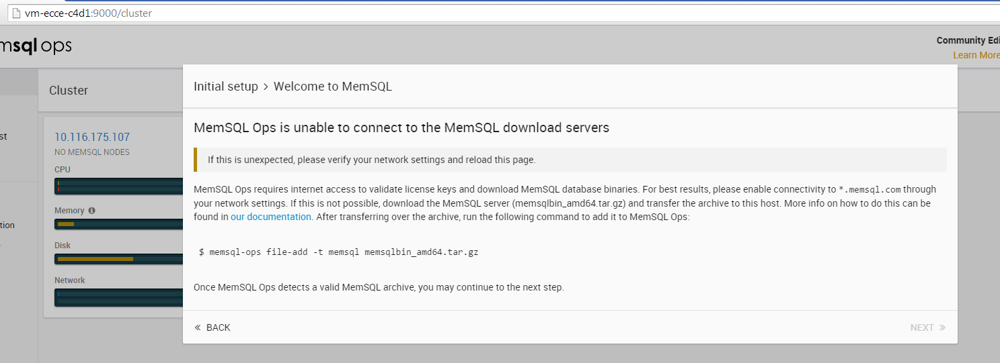 vm-ecce-c4d1:9000/cluster
msql ops
Community Edi
Learn More
Cluster
Initial setup > Welcome to MemSQL
MemSQL Ops is unable to connect to the MemSQL download servers
10.116.175.107
st
NO MEMSQL NODES
If this is unexpected, please verify your network settings and reload this page.
CPU
MemSQL Ops requires internet access to validate license keys and download MemSQL database binaries. For best results, please enable connectivity to *.memsql.com through
your network settings. If this is not possible, download the MemSQL server (memsqlbin_amd64.tar.gz) and transfer the archive to this host. More info on how to do this can be
found in our documentation. After transferring over the archive, run the following command to add it to MemSQL Ops:
Memory
tion
Disk
$ memsql-ops file-add -t memsql memsqlbin_amd64.tar.gz
Network
Once MemSQL Ops detects a valid MemSQL archive, you may continue to the next step.
« BACK
NEXT »